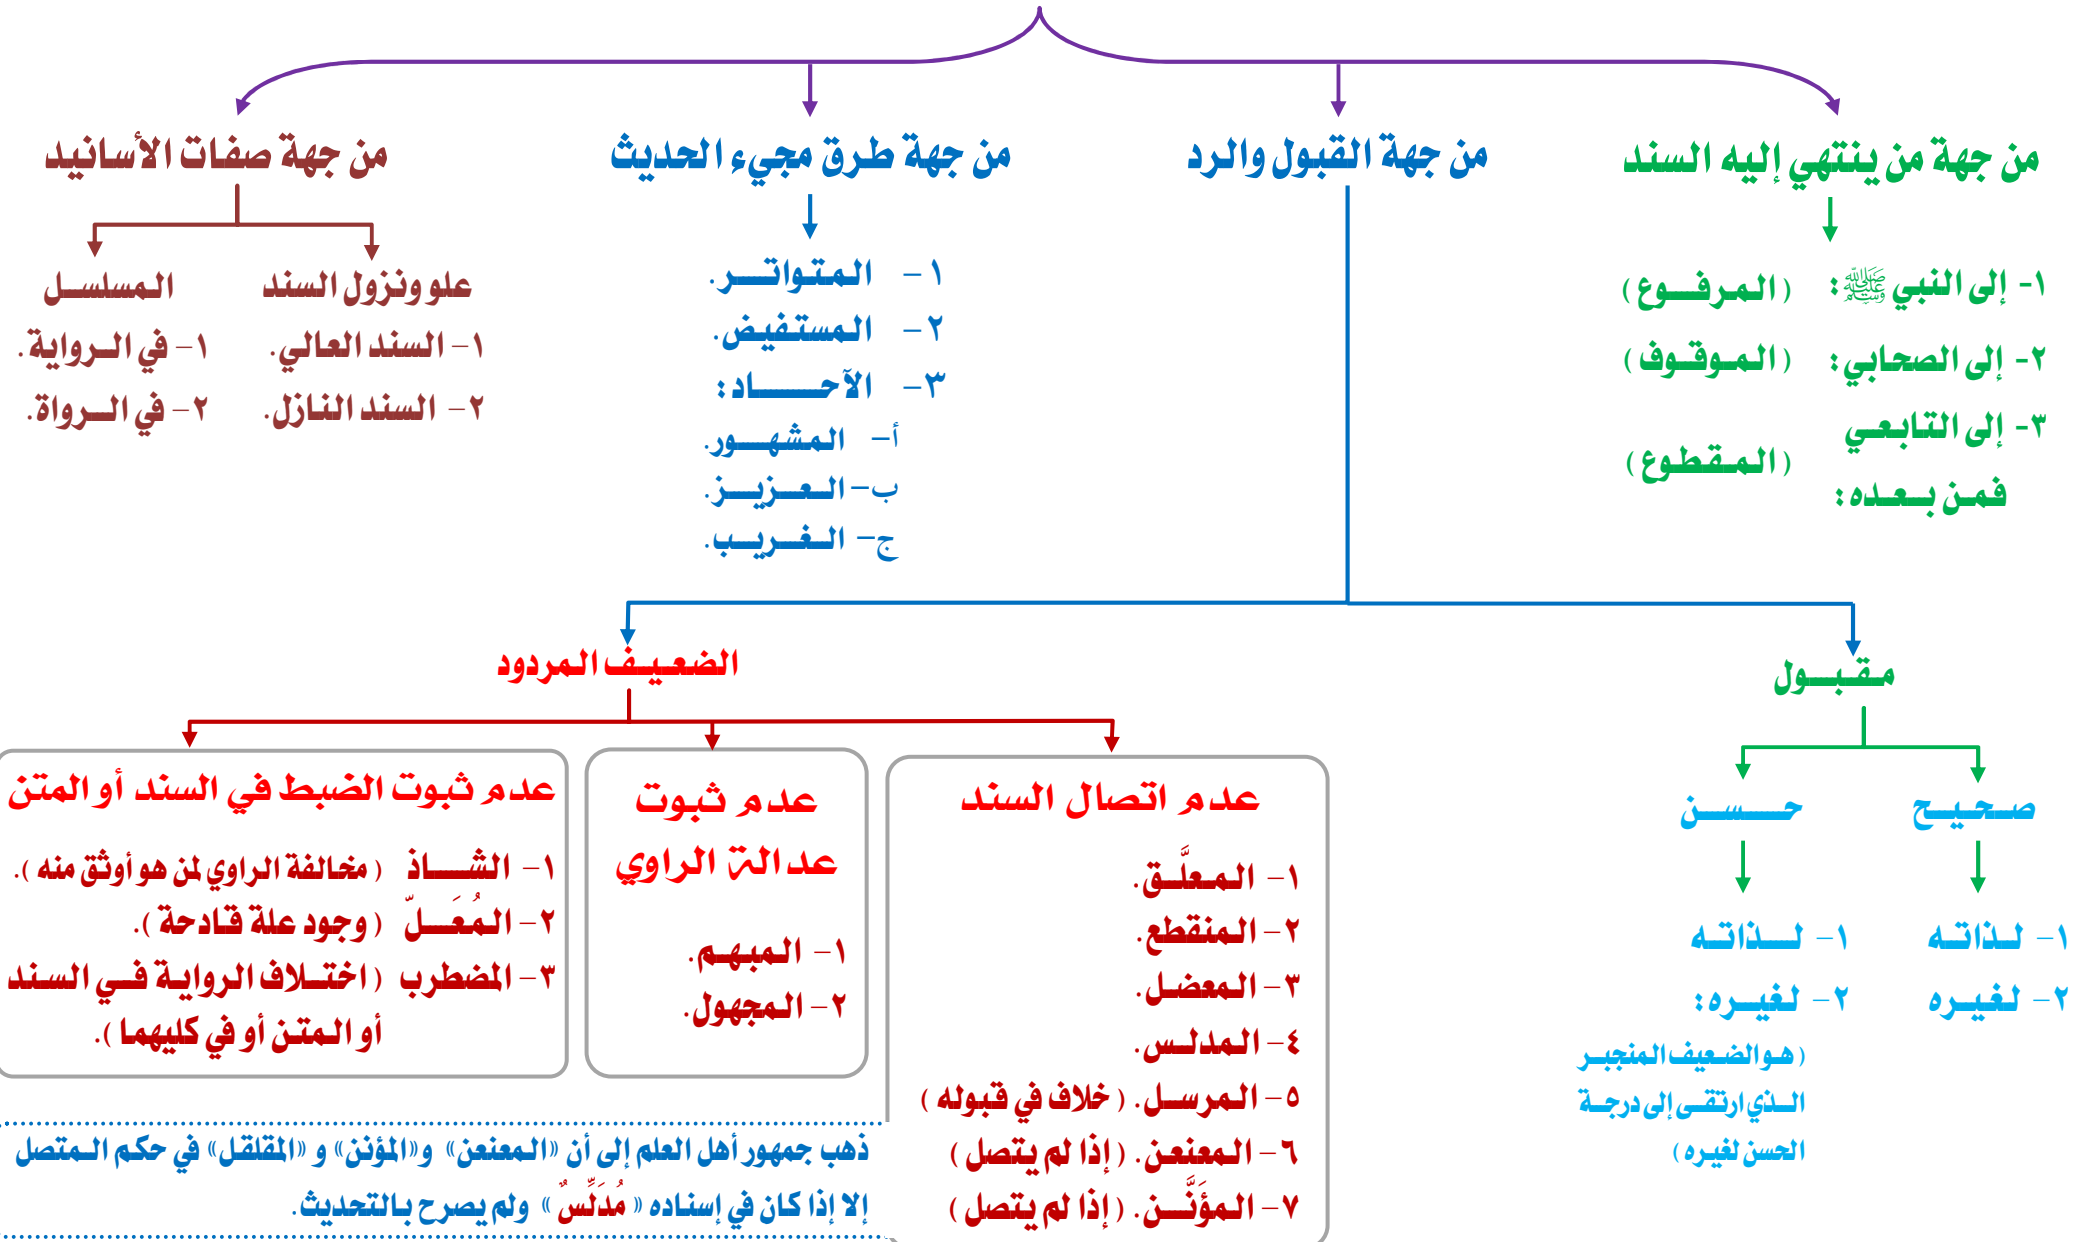 من جهة من ينتهي إليه السند
١- إلى النبي ﷺ: (المرفوع)
٢- إلى الصحابي: (الموقوف)
٣- إلى التابعي
فمن بعده: (المقطوع)
من جهة القبول والرد
من جهة طرق مجيء الحديث
١- المتواتر.
٢- المستفيض.
٣- الآحاد:
أ- المشهور.
ب- العزيز.
ج- الغريب.
من جهة صفات الأسانيد
علو ونزول السند
١- السند العالي.
٢- السند النازل.
المسلسل
١- في الرواية.
٢- في الرواة.
مقبول
صحيح
١- لذاته
٢- لغيره
حسن
١- لذاته
٢- لغيره:
(هو الضعيف المنجبر
الذي ارتقى إلى درجة
الحسن لغيره)
الضعيف المردود
عدم اتصال السند
١- المعلَّق.
٢- المنقطع.
٣- المعضل.
٤- المدلس.
٥- المرسل. (خلاف في قبوله)
٦- المعنعن. (إذا لم يتصل)
٧- المؤنَّن. (إذا لم يتصل)
عدم ثبوت
عدالة الراوي
١- المبهم.
٢- المجهول.
عدم ثبوت الضبط في السند أو المتن
١- الشاذ (مخالفة الراوي لمن هو أوثق منه).
٢- المُعَلّ (وجود علة قادحة).
٣- المضطرب (اختلاف الرواية في السند
أو المتن أو في كليهما).
ذهب جمهور أهل العلم إلى أن «المعنعن» و«المؤنن» و «المقلقل» في حكم المتصل
إلا إذا كان في إسناده «مُدَلِّسٌ» ولم يصرح بالتحديث.